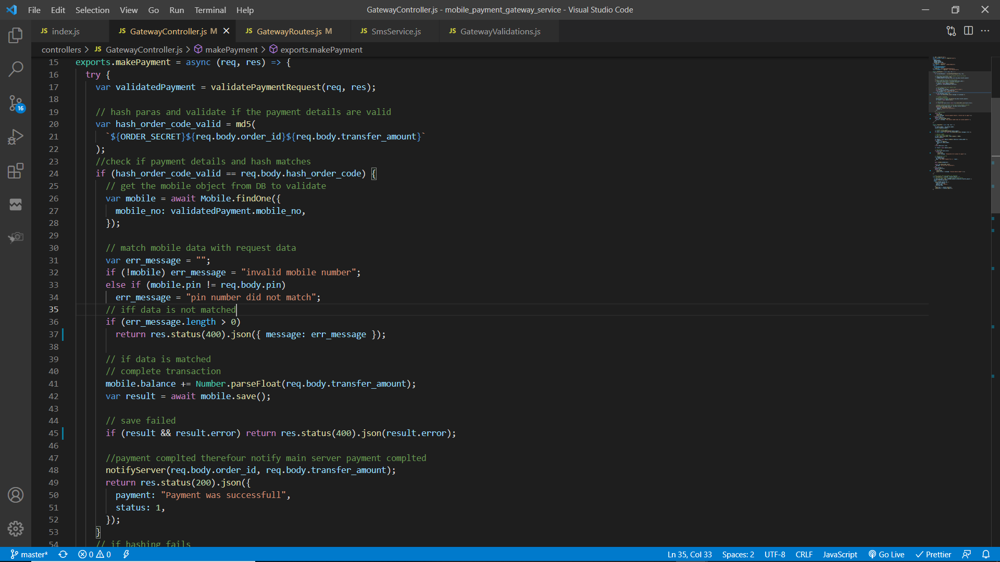 File Edit Selection View Go Run Terminal Help
GatewayController.js - mobile_payment_gateway_service - Visual Studio Code
JS index.js
JS GatewayController.js M
JS GatewayRoutes.js M
JS SmsService.js
JS GatewayValidations.js
controllers > JS GatewayController.js > makePayment > exports.makePayment
15 exports.makePayment = async (req, res) => {
16 try {
17 var validatedPayment = validatePaymentRequest(req, res);
18
19 // hash paras and validate if the payment details are valid
20 var hash_order_code_valid = md5(
21 `${ORDER_SECRET}${req.body.order_id}${req.body.transfer_amount}`
22 );
23 //check if payment details and hash matches
24 if (hash_order_code_valid == req.body.hash_order_code) {
25 // get the mobile object from DB to validate
26 var mobile = await Mobile.findOne({
27 mobile_no: validatedPayment.mobile_no,
28 });
29
30 // match mobile data with request data
31 var err_message = "";
32 if (!mobile) err_message = "invalid mobile number";
33 else if (mobile.pin != req.body.pin)
34 err_message = "pin number did not match";
35 // iff data is not matched
36 if (err_message.length > 0)
37 return res.status(400).json({ message: err_message });
38
39 // if data is matched
40 // complete transaction
41 mobile.balance += Number.parseFloat(req.body.transfer_amount);
42 var result = await mobile.save();
43
44 // save failed
45 if (result && result.error) return res.status(400).json(result.error);
46
47 //payment complted therefour notify main server payment complted
48 notifyServer(req.body.order_id, req.body.transfer_amount);
49 return res.status(200).json({
50 payment: "Payment was successfull",
51 status: 1,
52 });
53 }
54 // if hashing fails
16
master* 0 0 Ln 35, Col 33 Spaces: 2 UTF-8 CRLF JavaScript Go Live Prettier